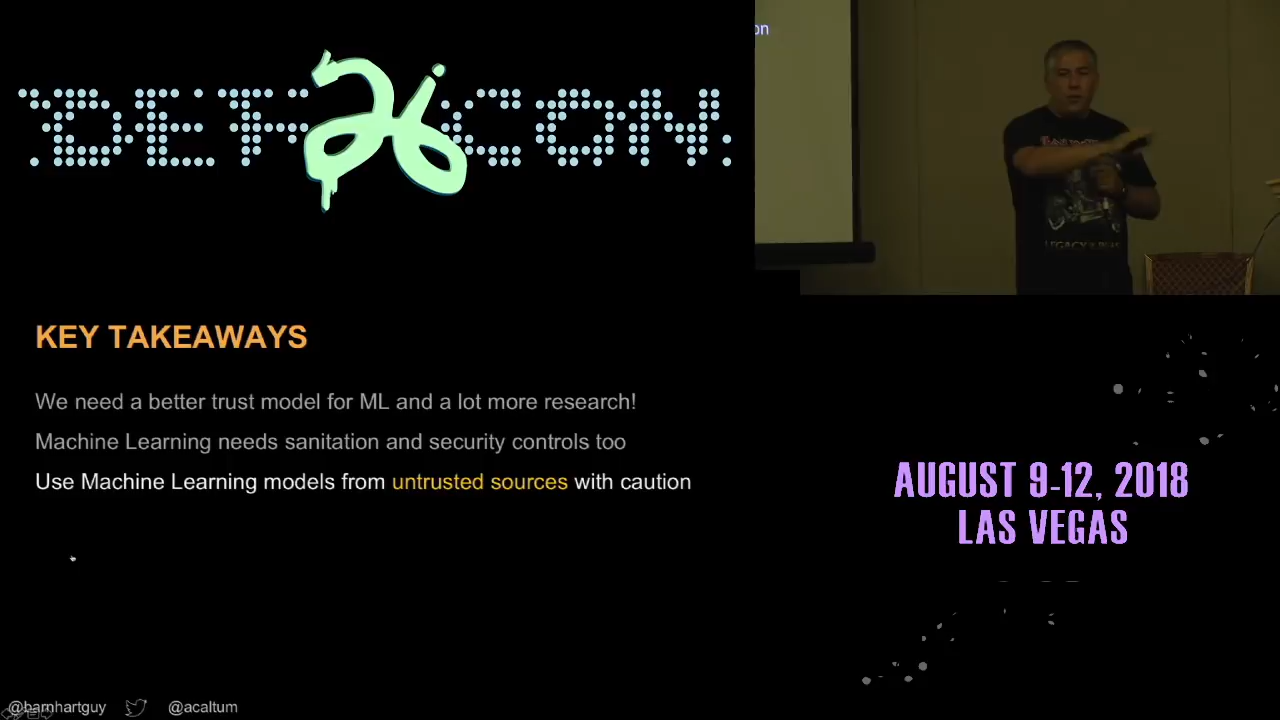 DEF CON
26
on
KEY TAKEAWAYS
We need a better trust model for ML and a lot more research!
Machine Learning needs sanitation and security controls too
Use Machine Learning models from untrusted sources with caution
AUGUST 9-12, 2018
LAS VEGAS
@barnhartguy @acaltum